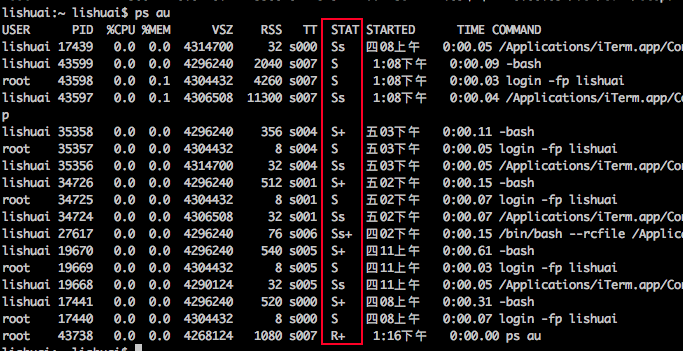 lishuai:~ lishuai$ ps au
USER PID %CPU %MEM VSZ RSS TT STAT STARTED TIME COMMAND
lishuai 17439 0.0 0.0 4314700 32 s000 Ss 四08上午 0:00.05 /Applications/iTerm.app/Co
lishuai 43599 0.0 0.0 4296240 2040 s007 S 1:08下午 0:00.09 -bash
root 43598 0.0 0.1 4304432 4260 s007 S 1:08下午 0:00.03 login -fp lishuai
lishuai 43597 0.0 0.1 4306508 11300 s007 Ss 1:08下午 0:00.04 /Applications/iTerm.app/Co
p
lishuai 35358 0.0 0.0 4296240 356 s004 S+ 五03下午 0:00.11 -bash
root 35357 0.0 0.0 4304432 8 s004 S 五03下午 0:00.05 login -fp lishuai
lishuai 35356 0.0 0.0 4314700 32 s004 Ss 五03下午 0:00.05 /Applications/iTerm.app/Co
lishuai 34726 0.0 0.0 4296240 512 s001 S+ 五02下午 0:00.15 -bash
root 34725 0.0 0.0 4304432 8 s001 S 五02下午 0:00.07 login -fp lishuai
lishuai 34724 0.0 0.0 4306508 32 s001 Ss 五02下午 0:00.07 /Applications/iTerm.app/Co
lishuai 27617 0.0 0.0 4296240 76 s006 Ss+ 四02下午 0:00.15 /bin/bash --rcfile /Applic
lishuai 19670 0.0 0.0 4296240 540 s005 S+ 四11上午 0:00.61 -bash
root 19669 0.0 0.0 4304432 8 s005 S 四11上午 0:00.03 login -fp lishuai
lishuai 19668 0.0 0.0 4290124 32 s005 Ss 四11上午 0:00.05 /Applications/iTerm.app/Co
lishuai 17441 0.0 0.0 4296240 520 s000 S+ 四08上午 0:00.31 -bash
root 17440 0.0 0.0 4304432 8 s000 S 四08上午 0:00.07 login -fp lishuai
root 43738 0.0 0.0 4268124 1080 s007 R+ 1:16下午 0:00.00 ps au
lishuai:~ lishuai$